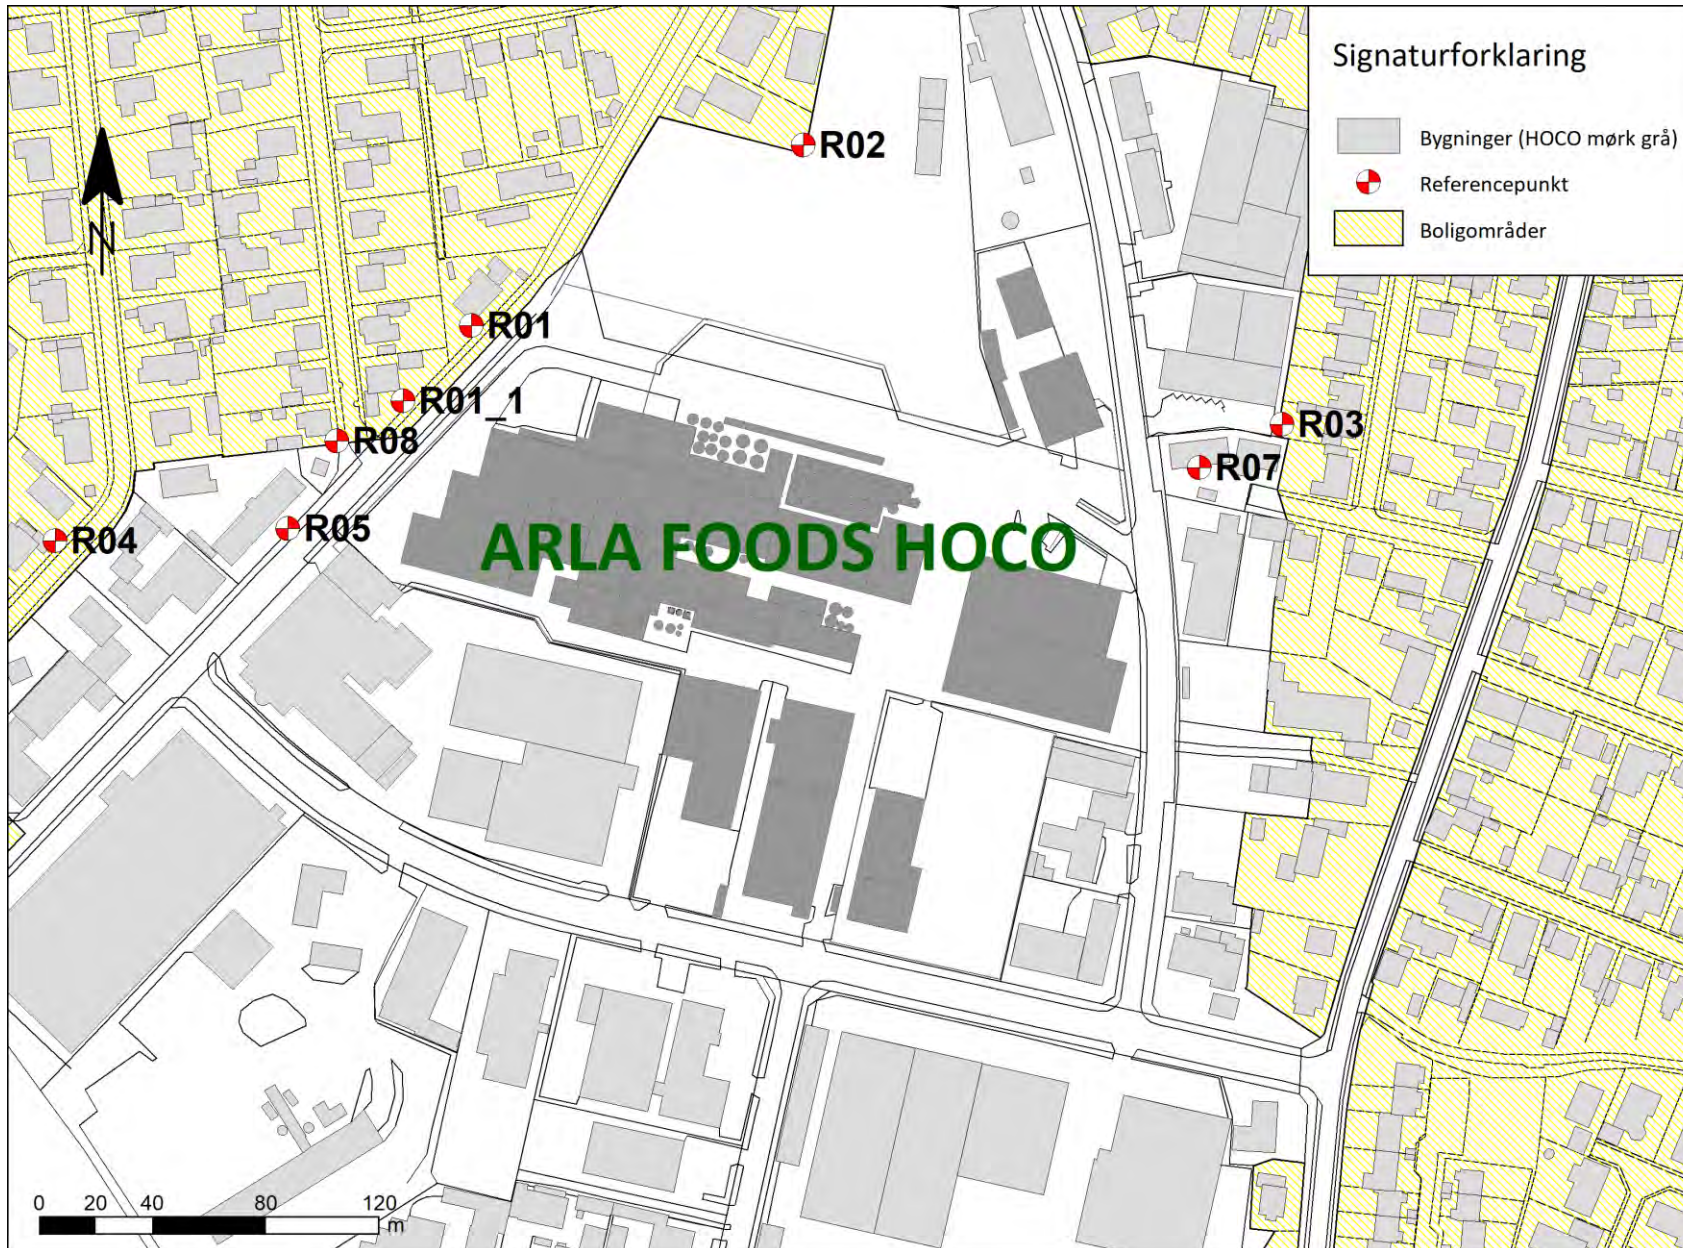 Signaturforklaring
Bygninger (HOCO mørk grå)
Referencepunkt
Boligområder
R02
N
R01
R01_1
R03
R08
R07
R05
R04
ARLA FOODS HOCO
0 20 40 80 120
m